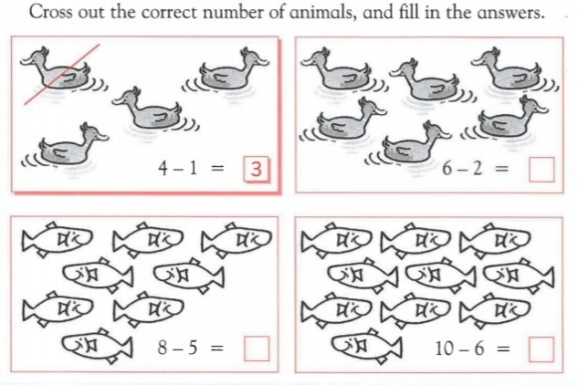 Cross out the correct number of animals, and fill in the answers.
4 – 1 = 3
6 – 2 =
8 – 5 =
10 – 6 =